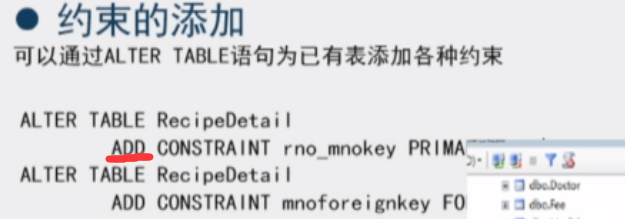 ● 约束的添加
可以通过ALTER TABLE语句为已有表添加各种约束
ALTER TABLE RecipeDetail
ADD CONSTRAINT rno_mnokey PRIMA
ALTER TABLE RecipeDetail
ADD CONSTRAINT mnoforeignkey FO
dbo.Doctor
dbo.Fee